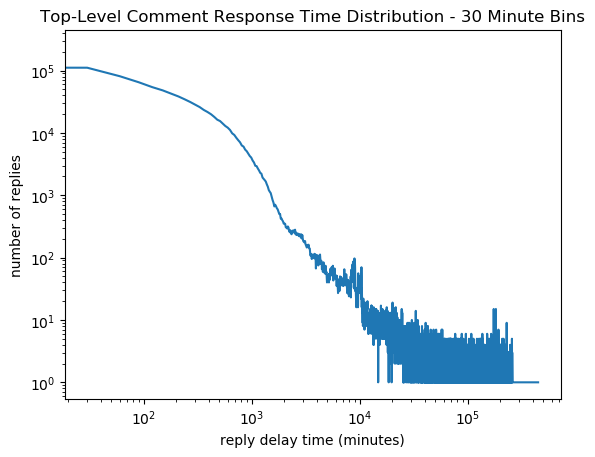 Top-Level Comment Response Time Distribution - 30 Minute Bins
number of replies
10^5
10^4
10^3
10^2
10^1
10^0
10^2 10^3 10^4 10^5
reply delay time (minutes)